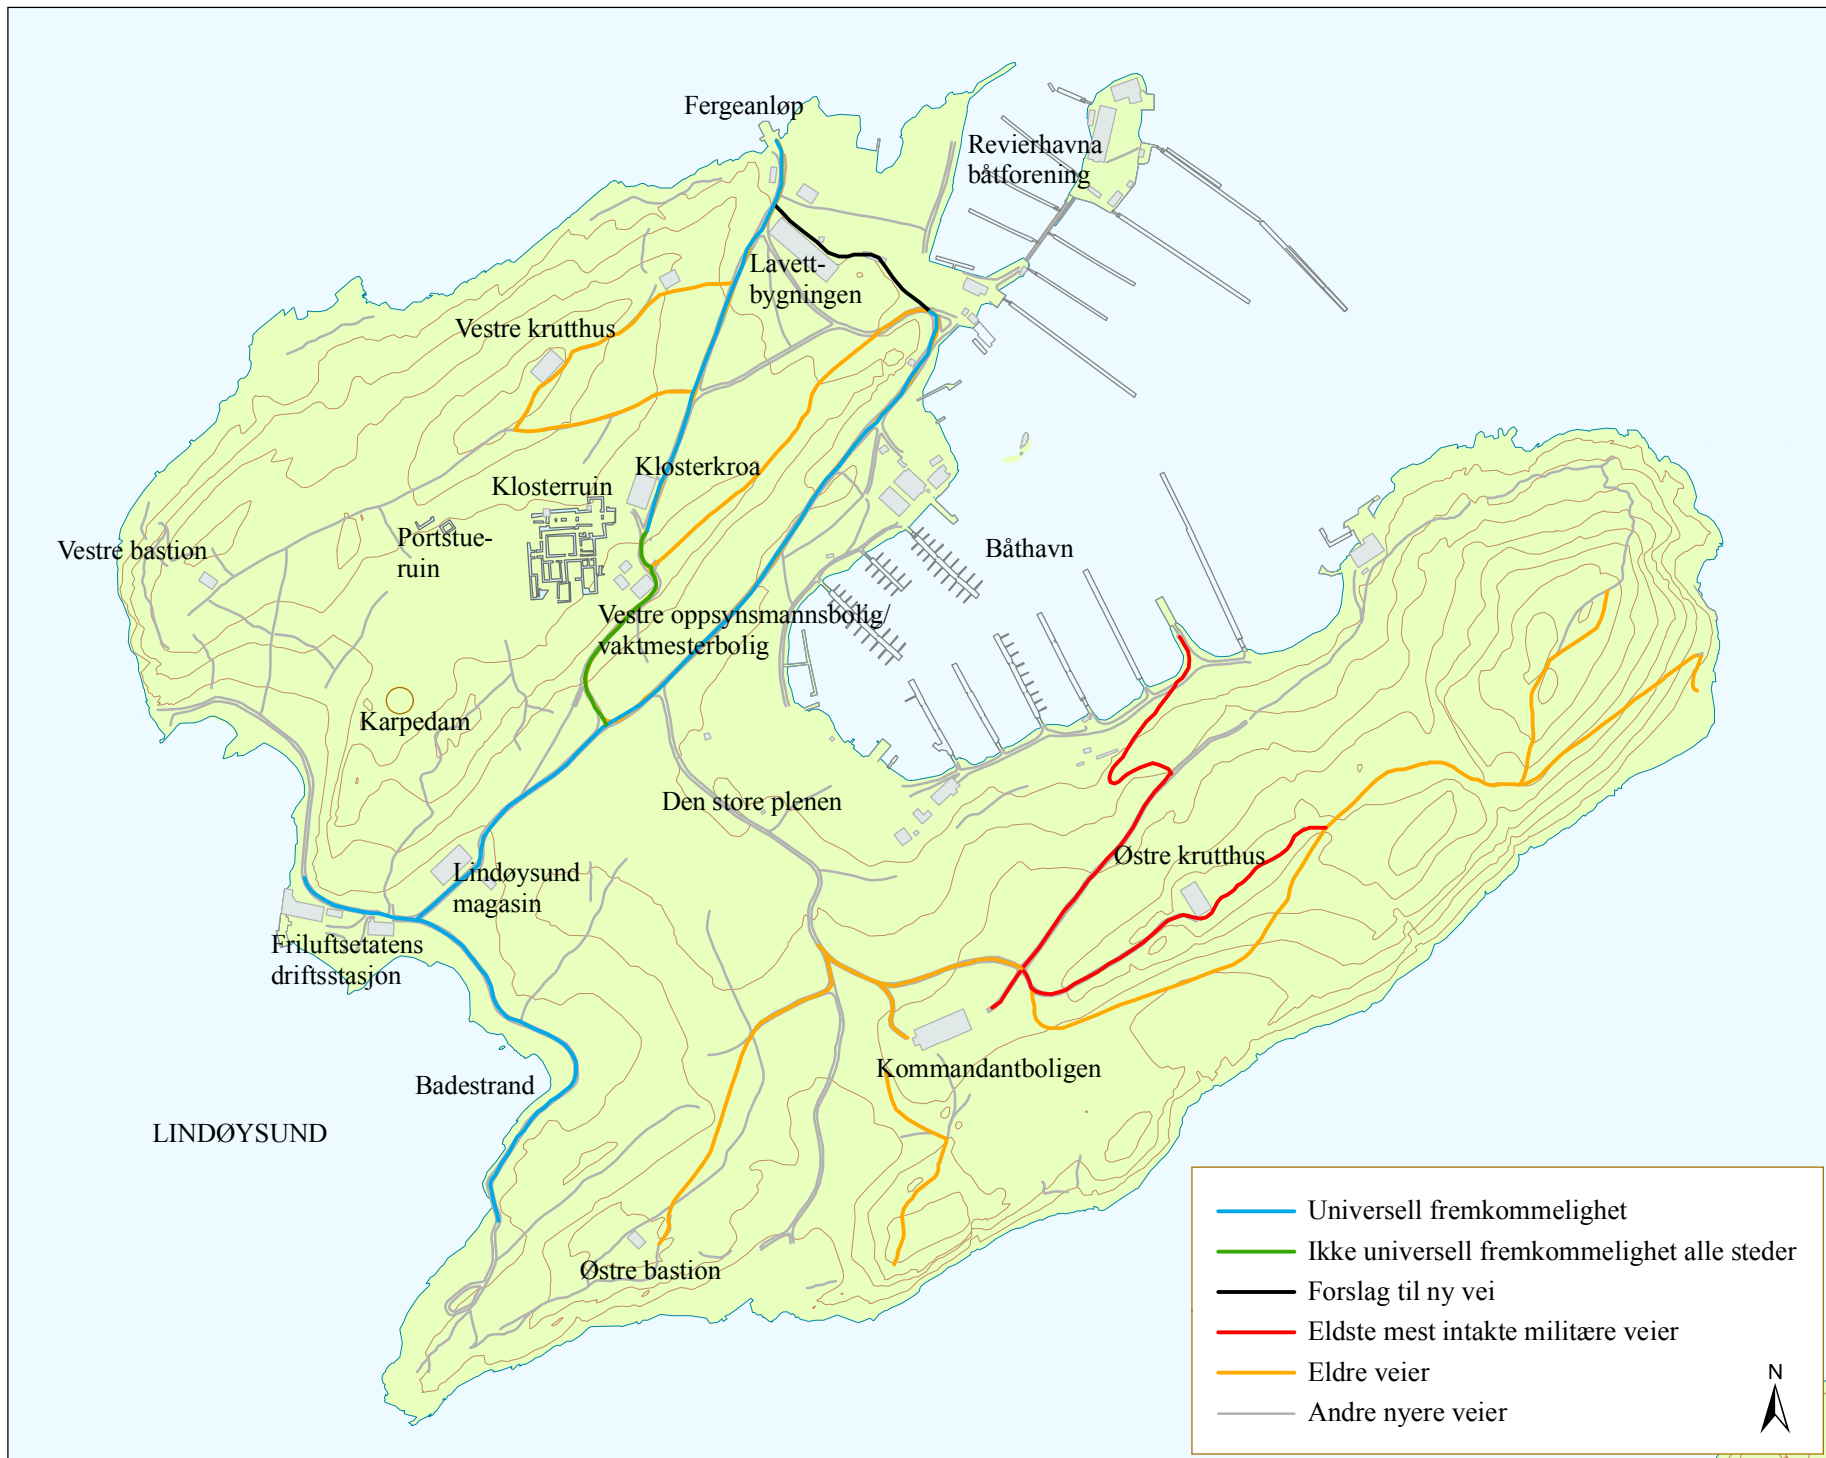 Fergeanløp
Revierhavna
båtforening
Lavett-
bygningen
Vestre krutthus
Klosterkroa
Klosterruin
Portstue-
ruin
Vestre bastion
Båthavn
Vestre oppsynsmannsbolig/
vaktmesterbolig
Karpedam
Den store plenen
Østre krutthus
Lindøysund
magasin
Friluftsetatens
driftsstasjon
Kommandantboligen
Badestrand
LINDØYSUND
Østre bastion
Universell fremkommelighet
Ikke universell fremkommelighet alle steder
Forslag til ny vei
Eldste mest intakte militære veier
Eldre veier
Andre nyere veier
N